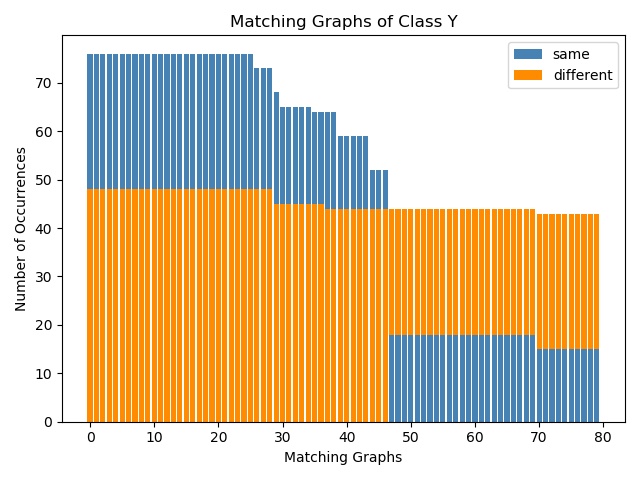 Matching Graphs of Class Y
same
different
Number of Occurrences
70
60
50
40
30
20
10
0
0 10 20 30 40 50 60 70 80
Matching Graphs